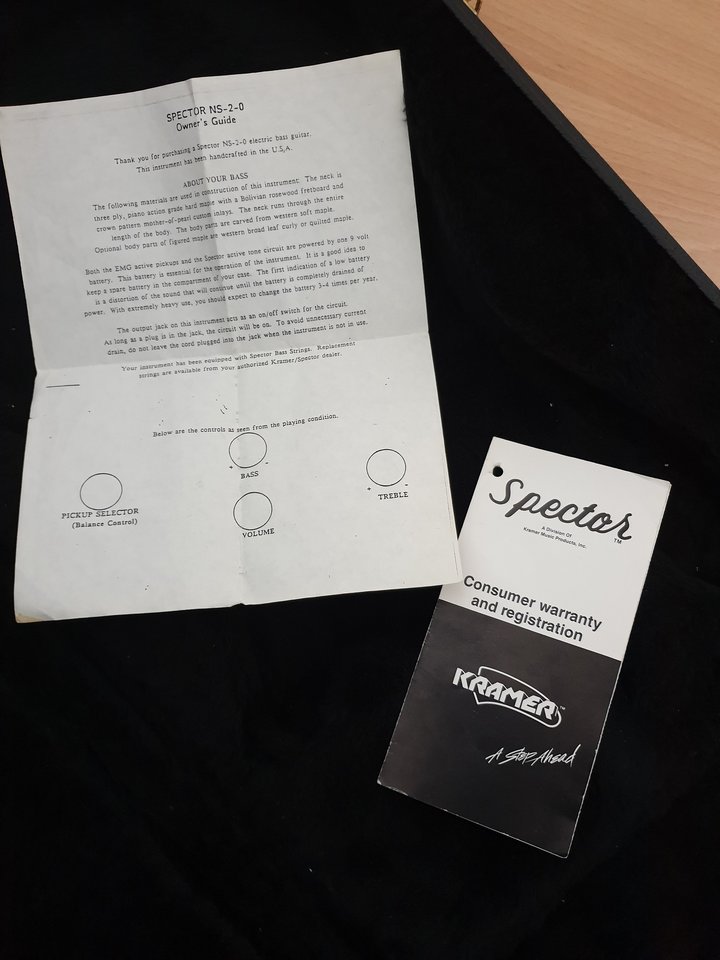 SPECTOR NS-2-0
Owner's Guide
Thank you for purchasing a Spector NS-2-0 electric bass guitar.
This instrument has been handcrafted in the U.S.A.
ABOUT YOUR BASS
The following materials are used in construction of this instrument: The neck is
three ply, piano action grade hard maple with a Bolivian rosewood fretboard and
crown pattern mother-of-pearl custom inlays. The neck runs through the entire
length of the body. The body parts are carved from western soft maple.
Optional body parts of figured maple are western broad leaf curly or quilted maple.
Both the EMG active pickups and the Spector active tone circuit are powered by one 9 volt
battery. This battery is essential for the operation of the instrument. It is a good idea to
keep a spare battery in the compartment of your case. The first indication of a low battery
is a distortion of the sound that will continue until the battery is completely drained of
power. With extremely heavy use, you should expect to change the battery 3-4 times per year.
The output jack on this instrument acts as an on/off switch for the circuit.
As long as a plug is in the jack, the circuit will be on. To avoid unnecessary current
drain, do not leave the cord plugged into the jack when the instrument is not in use.
Your instrument has been equipped with Spector Bass Strings. Replacement
strings are available from your authorized Kramer/Spector dealer.
Below are the controls as seen from the playing condition.
+ -
BASS
+ -
TREBLE
PICKUP SELECTOR
(Balance Control)
VOLUME
Spector TM
A Division Of
Kramer Music Products, Inc.
Consumer warranty
and registration
KRAMER TM
A Step Ahead